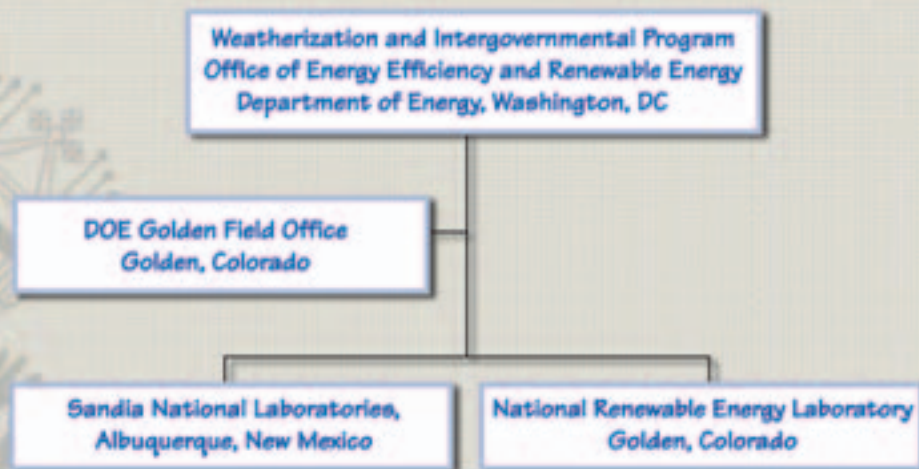 Weatherization and Intergovernmental Program
Office of Energy Efficiency and Renewable Energy
Department of Energy, Washington, DC
DOE Golden Field Office
Golden, Colorado
Sandia National Laboratories,
Albuquerque, New Mexico
National Renewable Energy Laboratory
Golden, Colorado